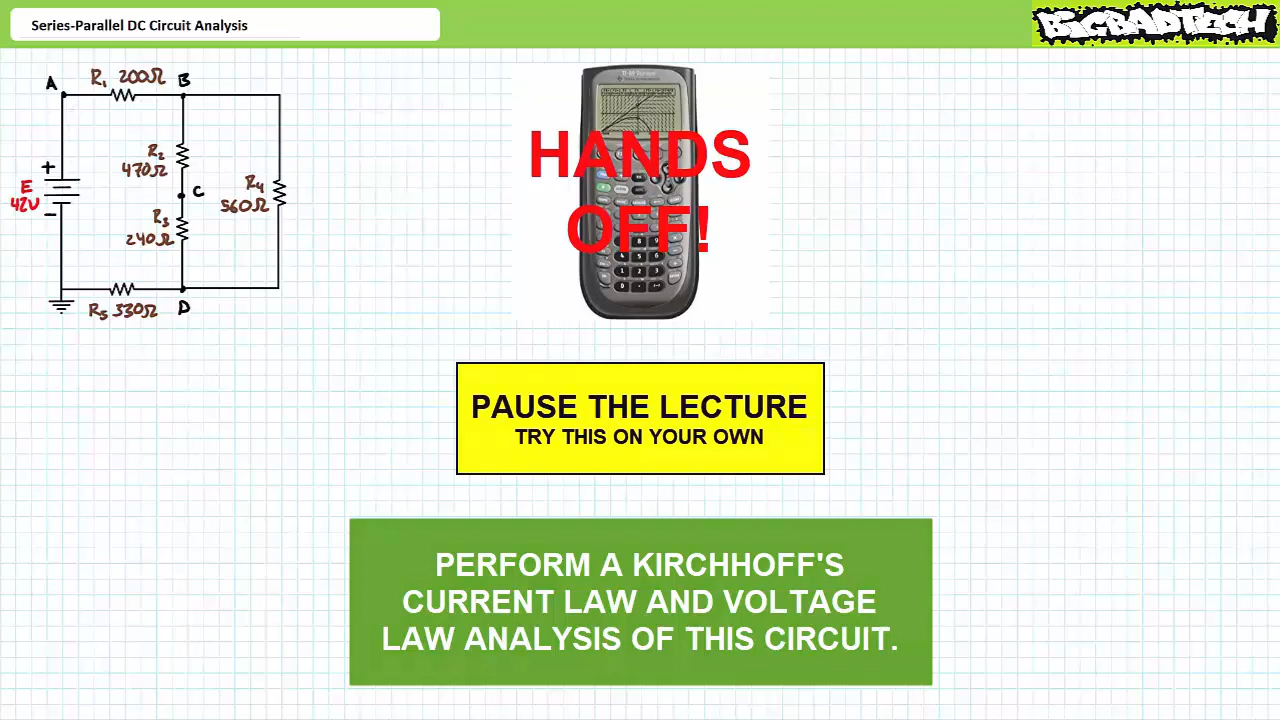 Series-Parallel DC Circuit Analysis
BIGBADTECH
A
R₁ 200Ω
B
R₂
470Ω
+
E
42V
-
C
R₃
240Ω
R₄
560Ω
R₅ 330Ω
D
HANDS
OFF!
PAUSE THE LECTURE
TRY THIS ON YOUR OWN
PERFORM A KIRCHHOFF'S
CURRENT LAW AND VOLTAGE
LAW ANALYSIS OF THIS CIRCUIT.